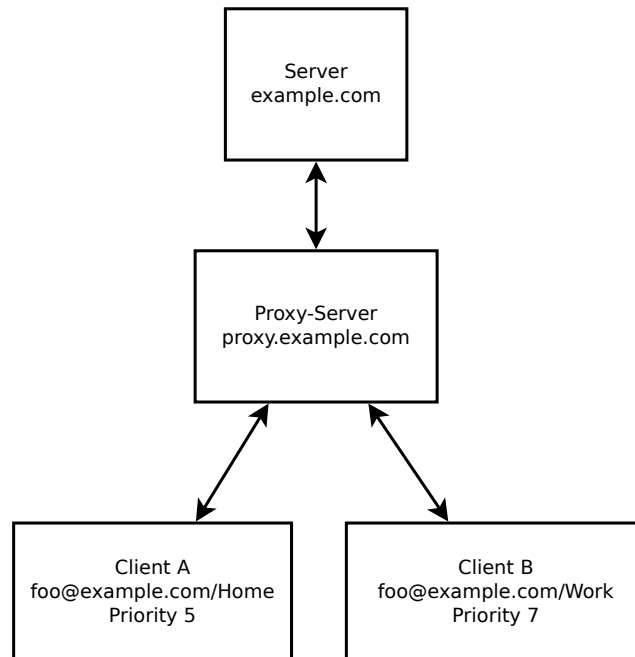 Server
example.com
Proxy-Server
proxy.example.com
Client A
foo@example.com/Home
Priority 5
Client B
foo@example.com/Work
Priority 7